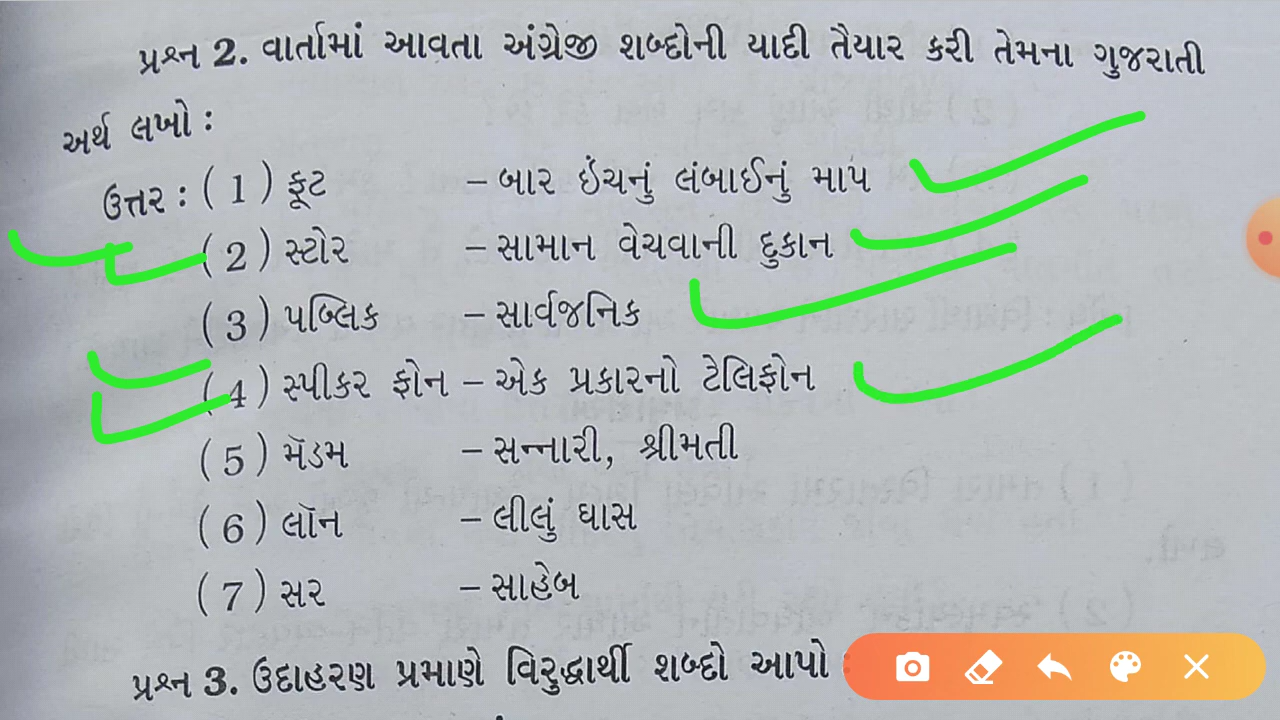 પ્રશ્ન 2. વાર્તામાં આવતા અંગ્રેજી શબ્દોની યાદી તૈયાર કરી તેમના ગુજરાતી
અર્થ લખો :
ઉત્તર : ( 1 ) ફૂટ – બાર ઇંચનું લંબાઈનું માપ
( 2 ) સ્ટોર – સામાન વેચવાની દુકાન
( 3 ) પબ્લિક – સાર્વજનિક
( 4 ) સ્પીકર ફોન – એક પ્રકારનો ટેલિફોન
( 5 ) મૅડમ – સન્નારી, શ્રીમતી
( 6 ) લૉન – લીલું ઘાસ
( 7 ) સર – સાહેબ
પ્રશ્ન 3. ઉદાહરણ પ્રમાણે વિરુદ્ધાર્થી શબ્દો આપો :